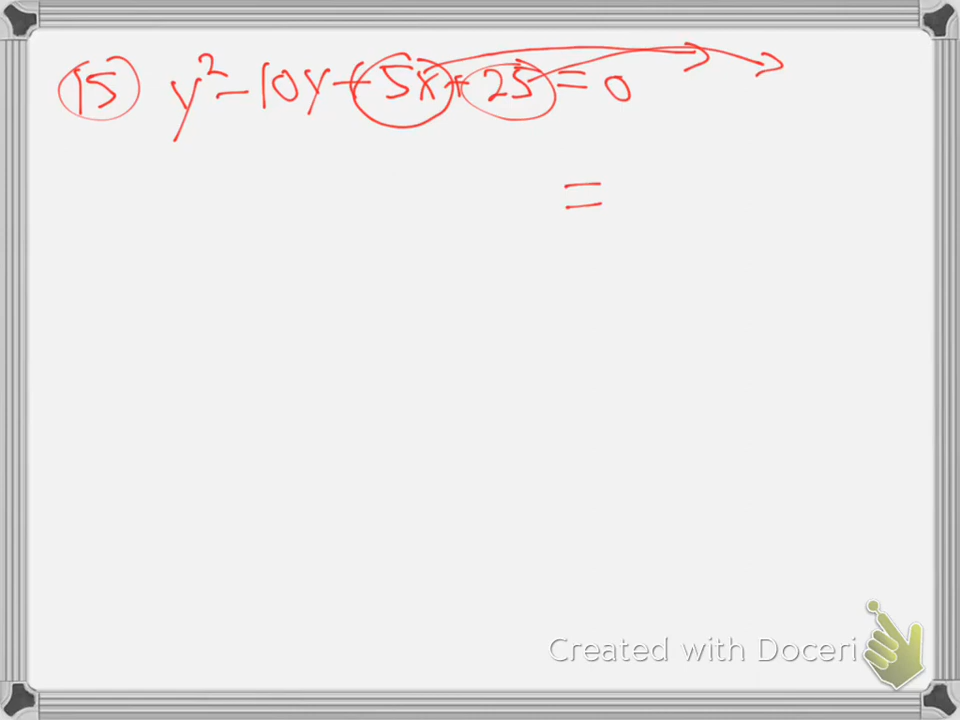 15 y² - 10y + 5x + 25 = 0
=
Created with Doceri